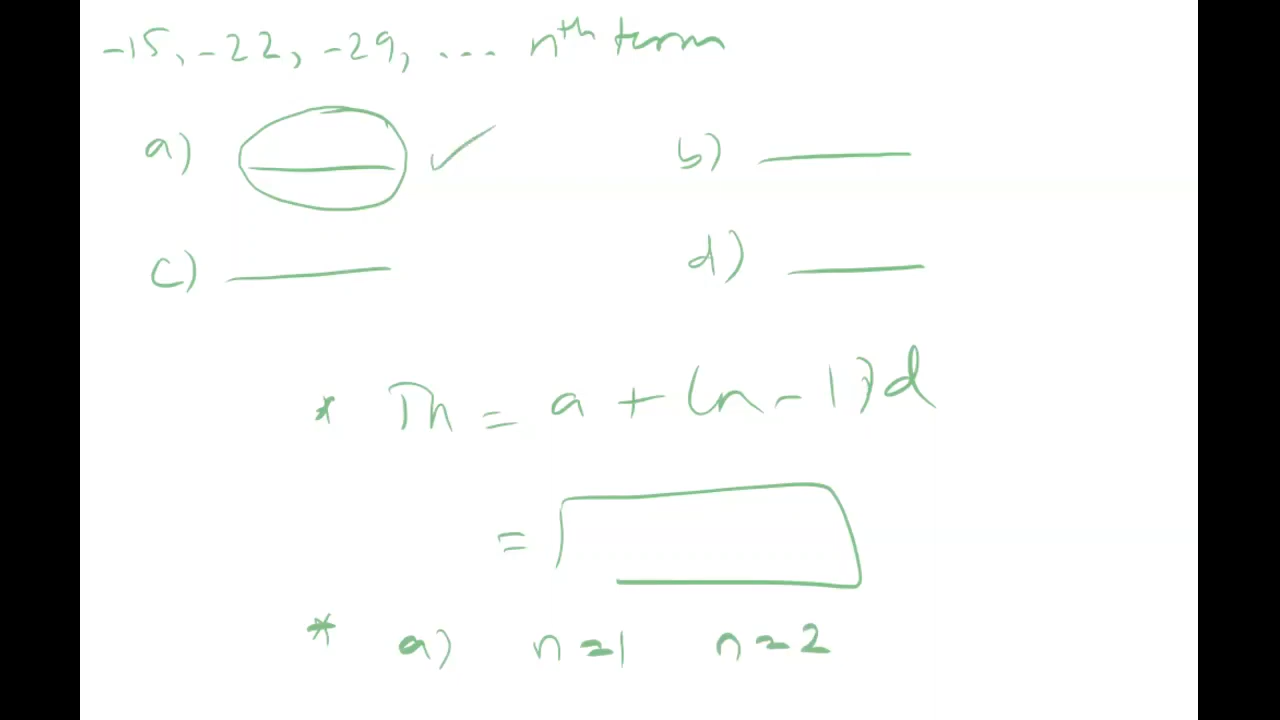 -15, -22, -29, ... nth term
a) ✓ b)
c) d)
* Tn = a + (n-1)d
=
* a) n=1 n=2